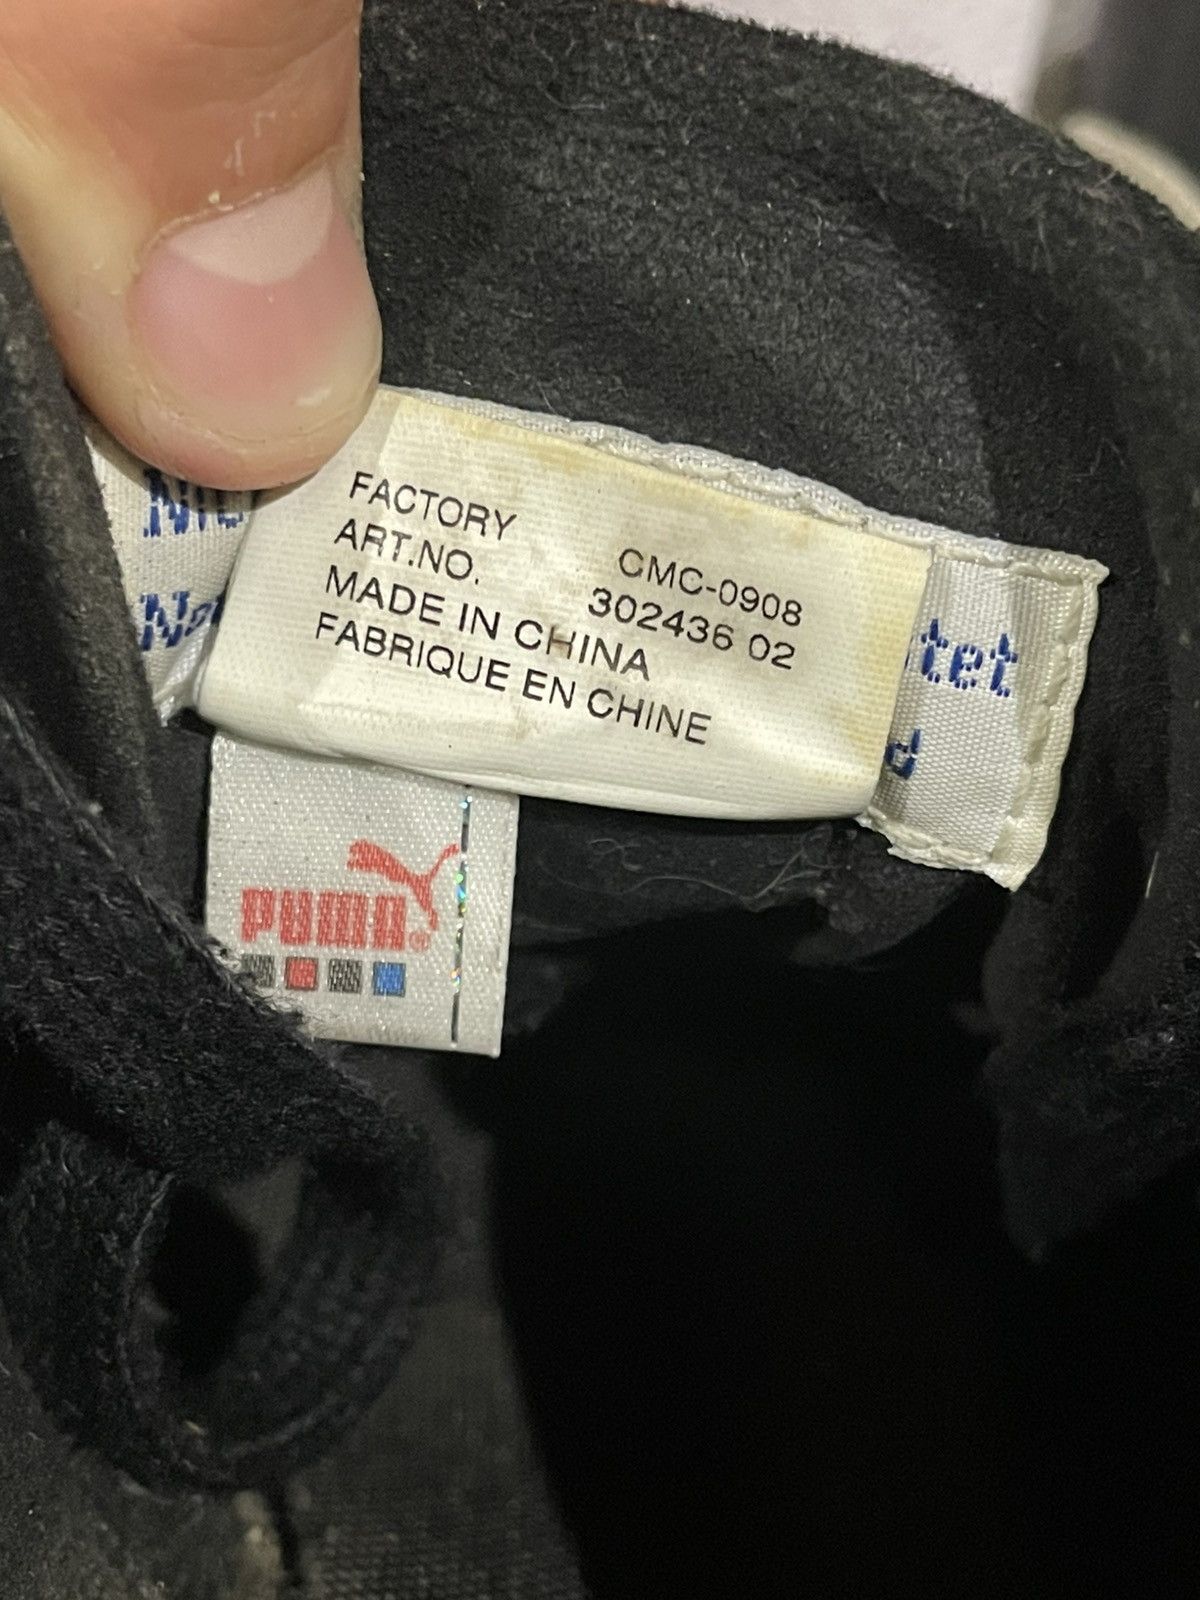 FACTORY CMC-0908
ART.NO. 302436 02
MADE IN CHINA
FABRIQUE EN CHINE
PUMA®